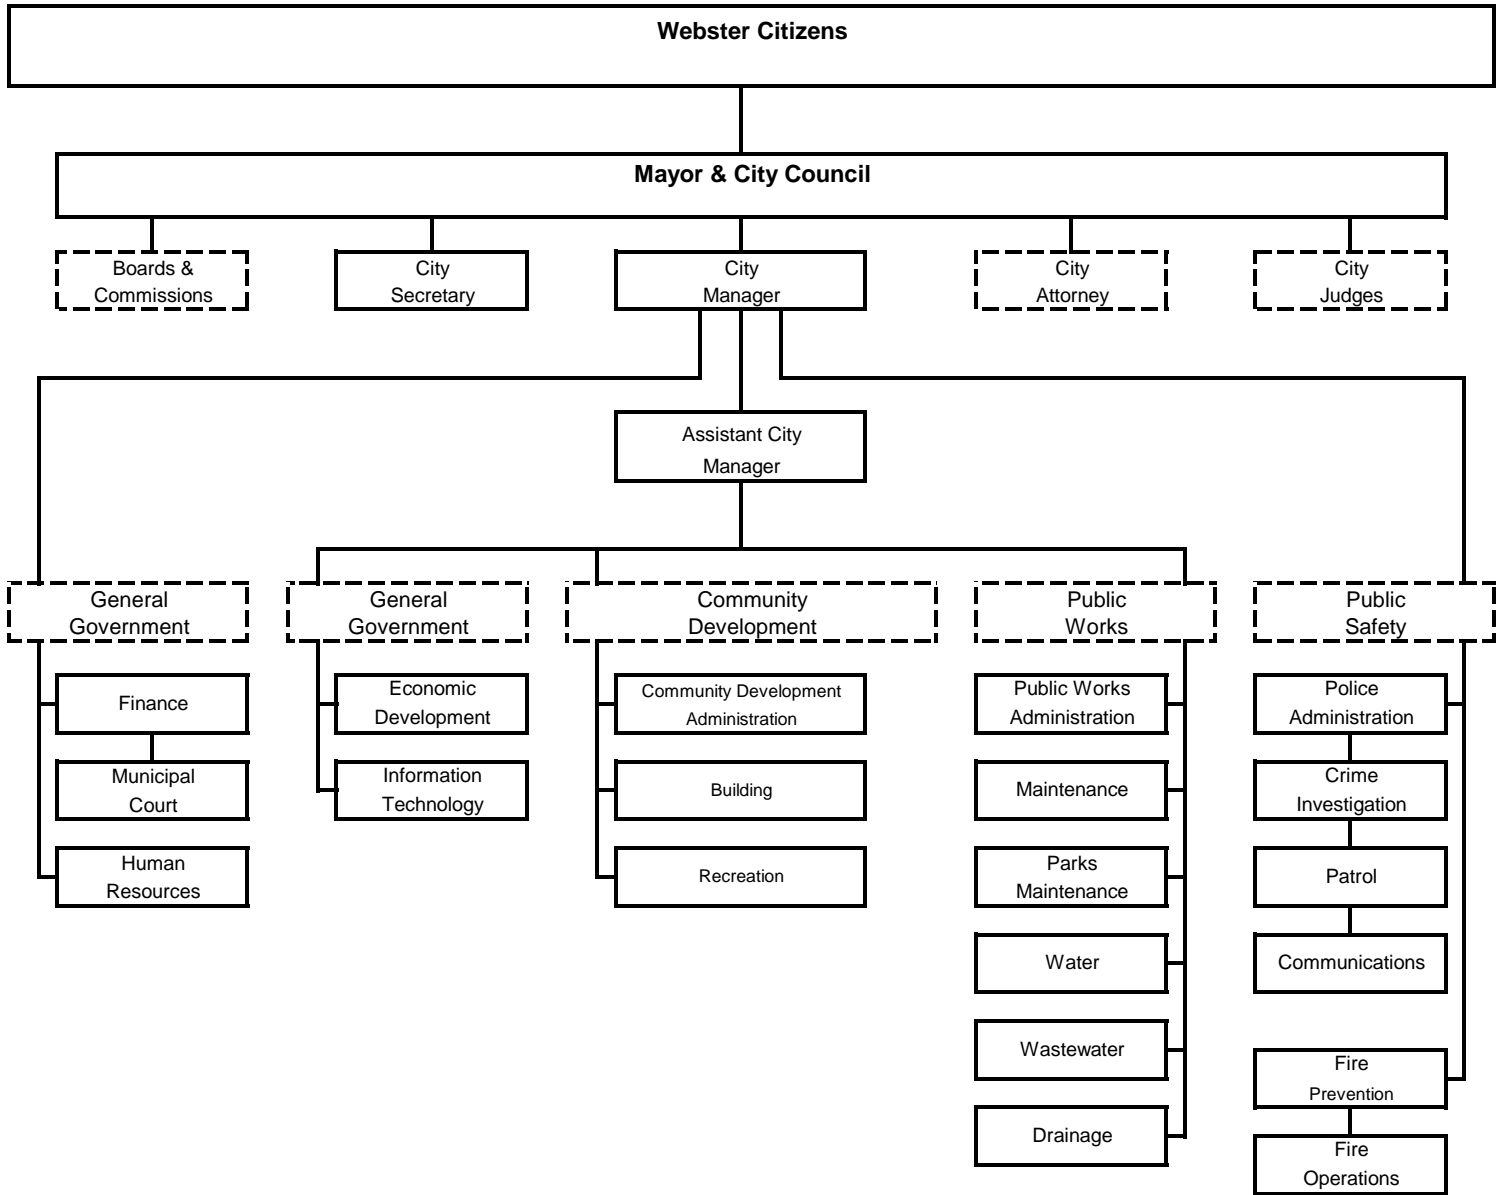 Webster Citizens
Mayor & City Council
Boards &
Commissions
City
Secretary
City
Manager
City
Attorney
City
Judges
Assistant City
Manager
General
Government
General
Government
Community
Development
Public
Works
Public
Safety
Finance
Municipal
Court
Human
Resources
Economic
Development
Information
Technology
Community Development
Administration
Building
Recreation
Public Works
Administration
Maintenance
Parks
Maintenance
Water
Wastewater
Drainage
Police
Administration
Crime
Investigation
Patrol
Communications
Fire
Prevention
Fire
Operations